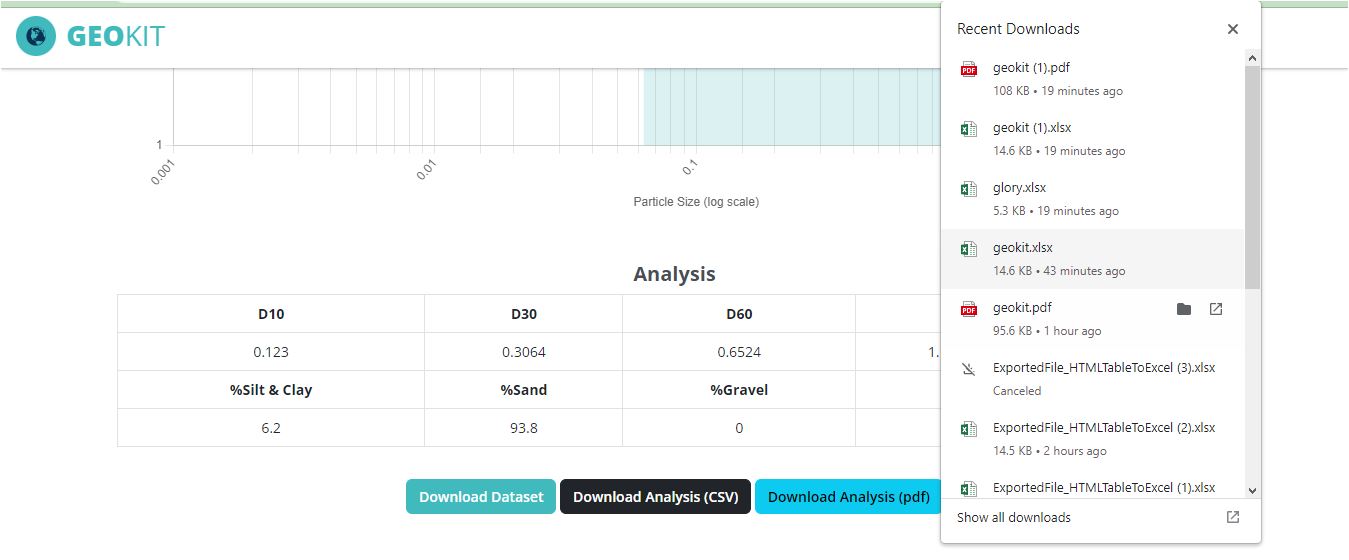 GEOKIT
1
0.001
0.01
0.1
Particle Size (log scale)
Analysis
D10 D30 D60
0.123 0.3064 0.6524 1.
%Silt & Clay %Sand %Gravel
6.2 93.8 0
Download Dataset Download Analysis (CSV) Download Analysis (pdf)
Recent Downloads
PDF
geokit (1).pdf
108 KB • 19 minutes ago
geokit (1).xlsx
14.6 KB • 19 minutes ago
glory.xlsx
5.3 KB • 19 minutes ago
geokit.xlsx
14.6 KB • 43 minutes ago
PDF
geokit.pdf
95.6 KB • 1 hour ago
ExportedFile_HTMLTableToExcel (3).xlsx
Canceled
ExportedFile_HTMLTableToExcel (2).xlsx
14.5 KB • 2 hours ago
ExportedFile_HTMLTableToExcel (1).xlsx
Show all downloads